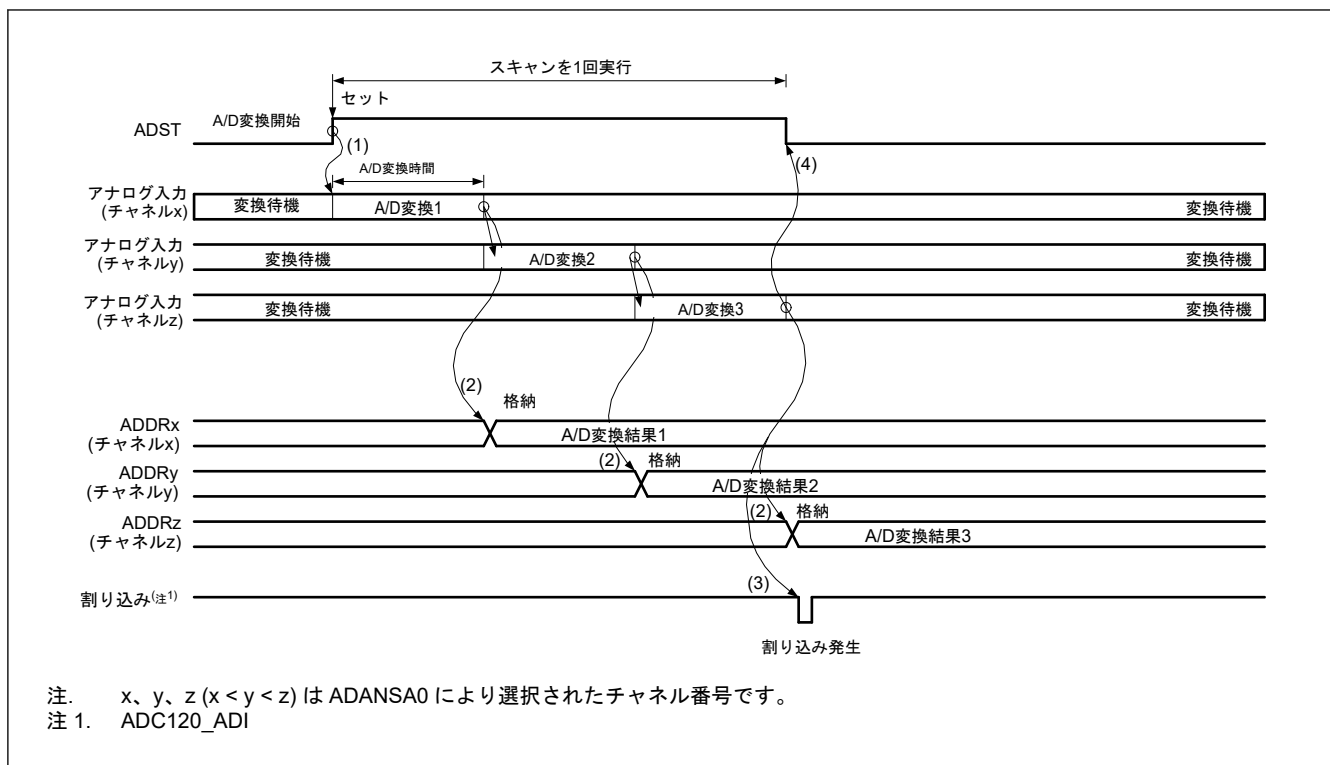 スキャンを1回実行
セット
ADST
A/D変換開始
(1)
(4)
A/D変換時間
アナログ入力
(チャネルx)
変換待機
A/D変換1
変換待機
アナログ入力
(チャネルy)
変換待機
A/D変換2
変換待機
アナログ入力
(チャネルz)
変換待機
A/D変換3
変換待機
(2)
格納
ADDRx
(チャネルx)
A/D変換結果1
(2)
格納
ADDRy
(チャネルy)
A/D変換結果2
(2)
格納
ADDRz
(チャネルz)
A/D変換結果3
(3)
割り込み(注1)
割り込み発生
注. x、y、z (x < y < z) は ADANSA0 により選択されたチャネル番号です。
注 1. ADC120_ADI